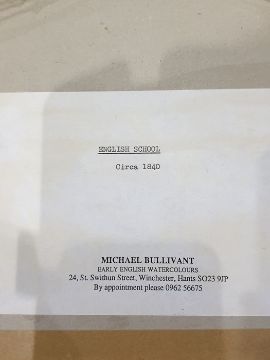 ENGLISH SCHOOL
Circa 1840
MICHAEL BULLIVANT
EARLY ENGLISH WATERCOLOURS
24, St. Swithun Street, Winchester, Hants SO23 9JP
By appointment please 0962 56675